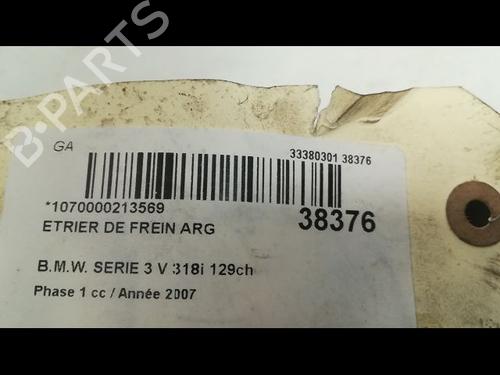 B-PARTS
GA
33380301 38376
*1070000213569
38376
ETRIER DE FREIN ARG
B.M.W. SERIE 3 V 318i 129ch
Phase 1 cc / Année 2007